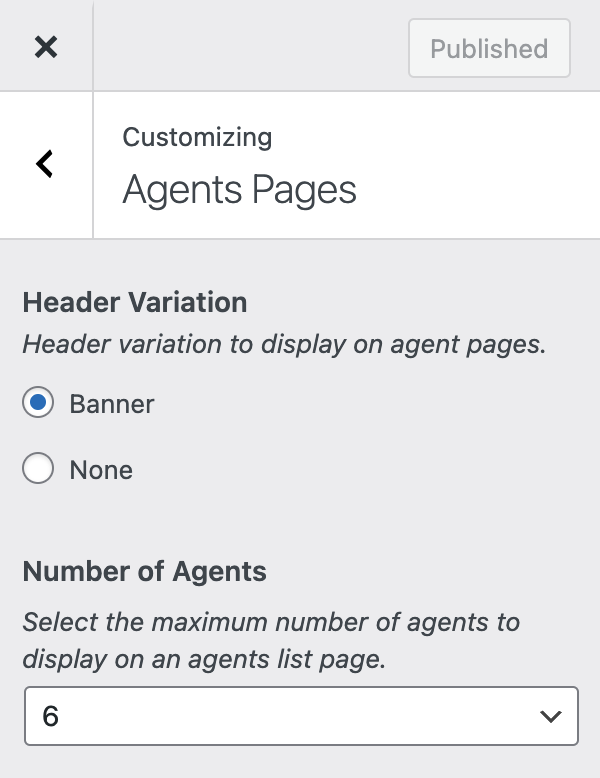 Published
Customizing
Agents Pages
Header Variation
Header variation to display on agent pages.
Banner
None
Number of Agents
Select the maximum number of agents to
display on an agents list page.
6